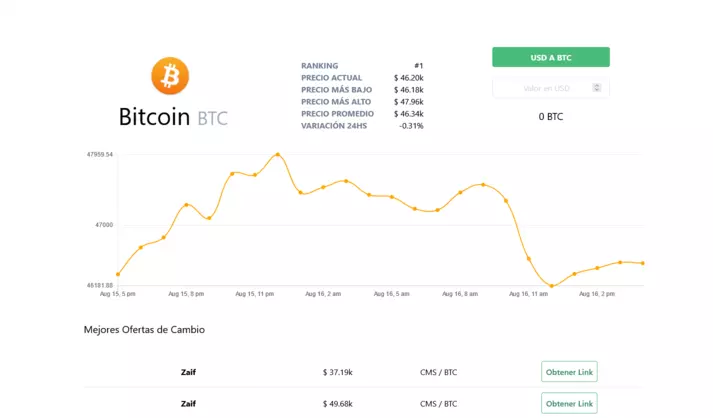 Bitcoin BTC
RANKING #1
PRECIO ACTUAL $ 46.20k
PRECIO MÁS BAJO $ 46.18k
PRECIO MÁS ALTO $ 47.96k
PRECIO PROMEDIO $ 46.34k
VARIACIÓN 24HS -0.31%
USD A BTC
Valor en USD
0 BTC
47959.54
47000
46181.88
Aug 15, 5 pm Aug 15, 8 pm Aug 15, 11 pm Aug 16, 2 am Aug 16, 5 am Aug 16, 8 am Aug 16, 11 am Aug 16, 2 pm
Mejores Ofertas de Cambio
Zaif $ 37.19k CMS / BTC Obtener Link
Zaif $ 49.68k CMS / BTC Obtener Link